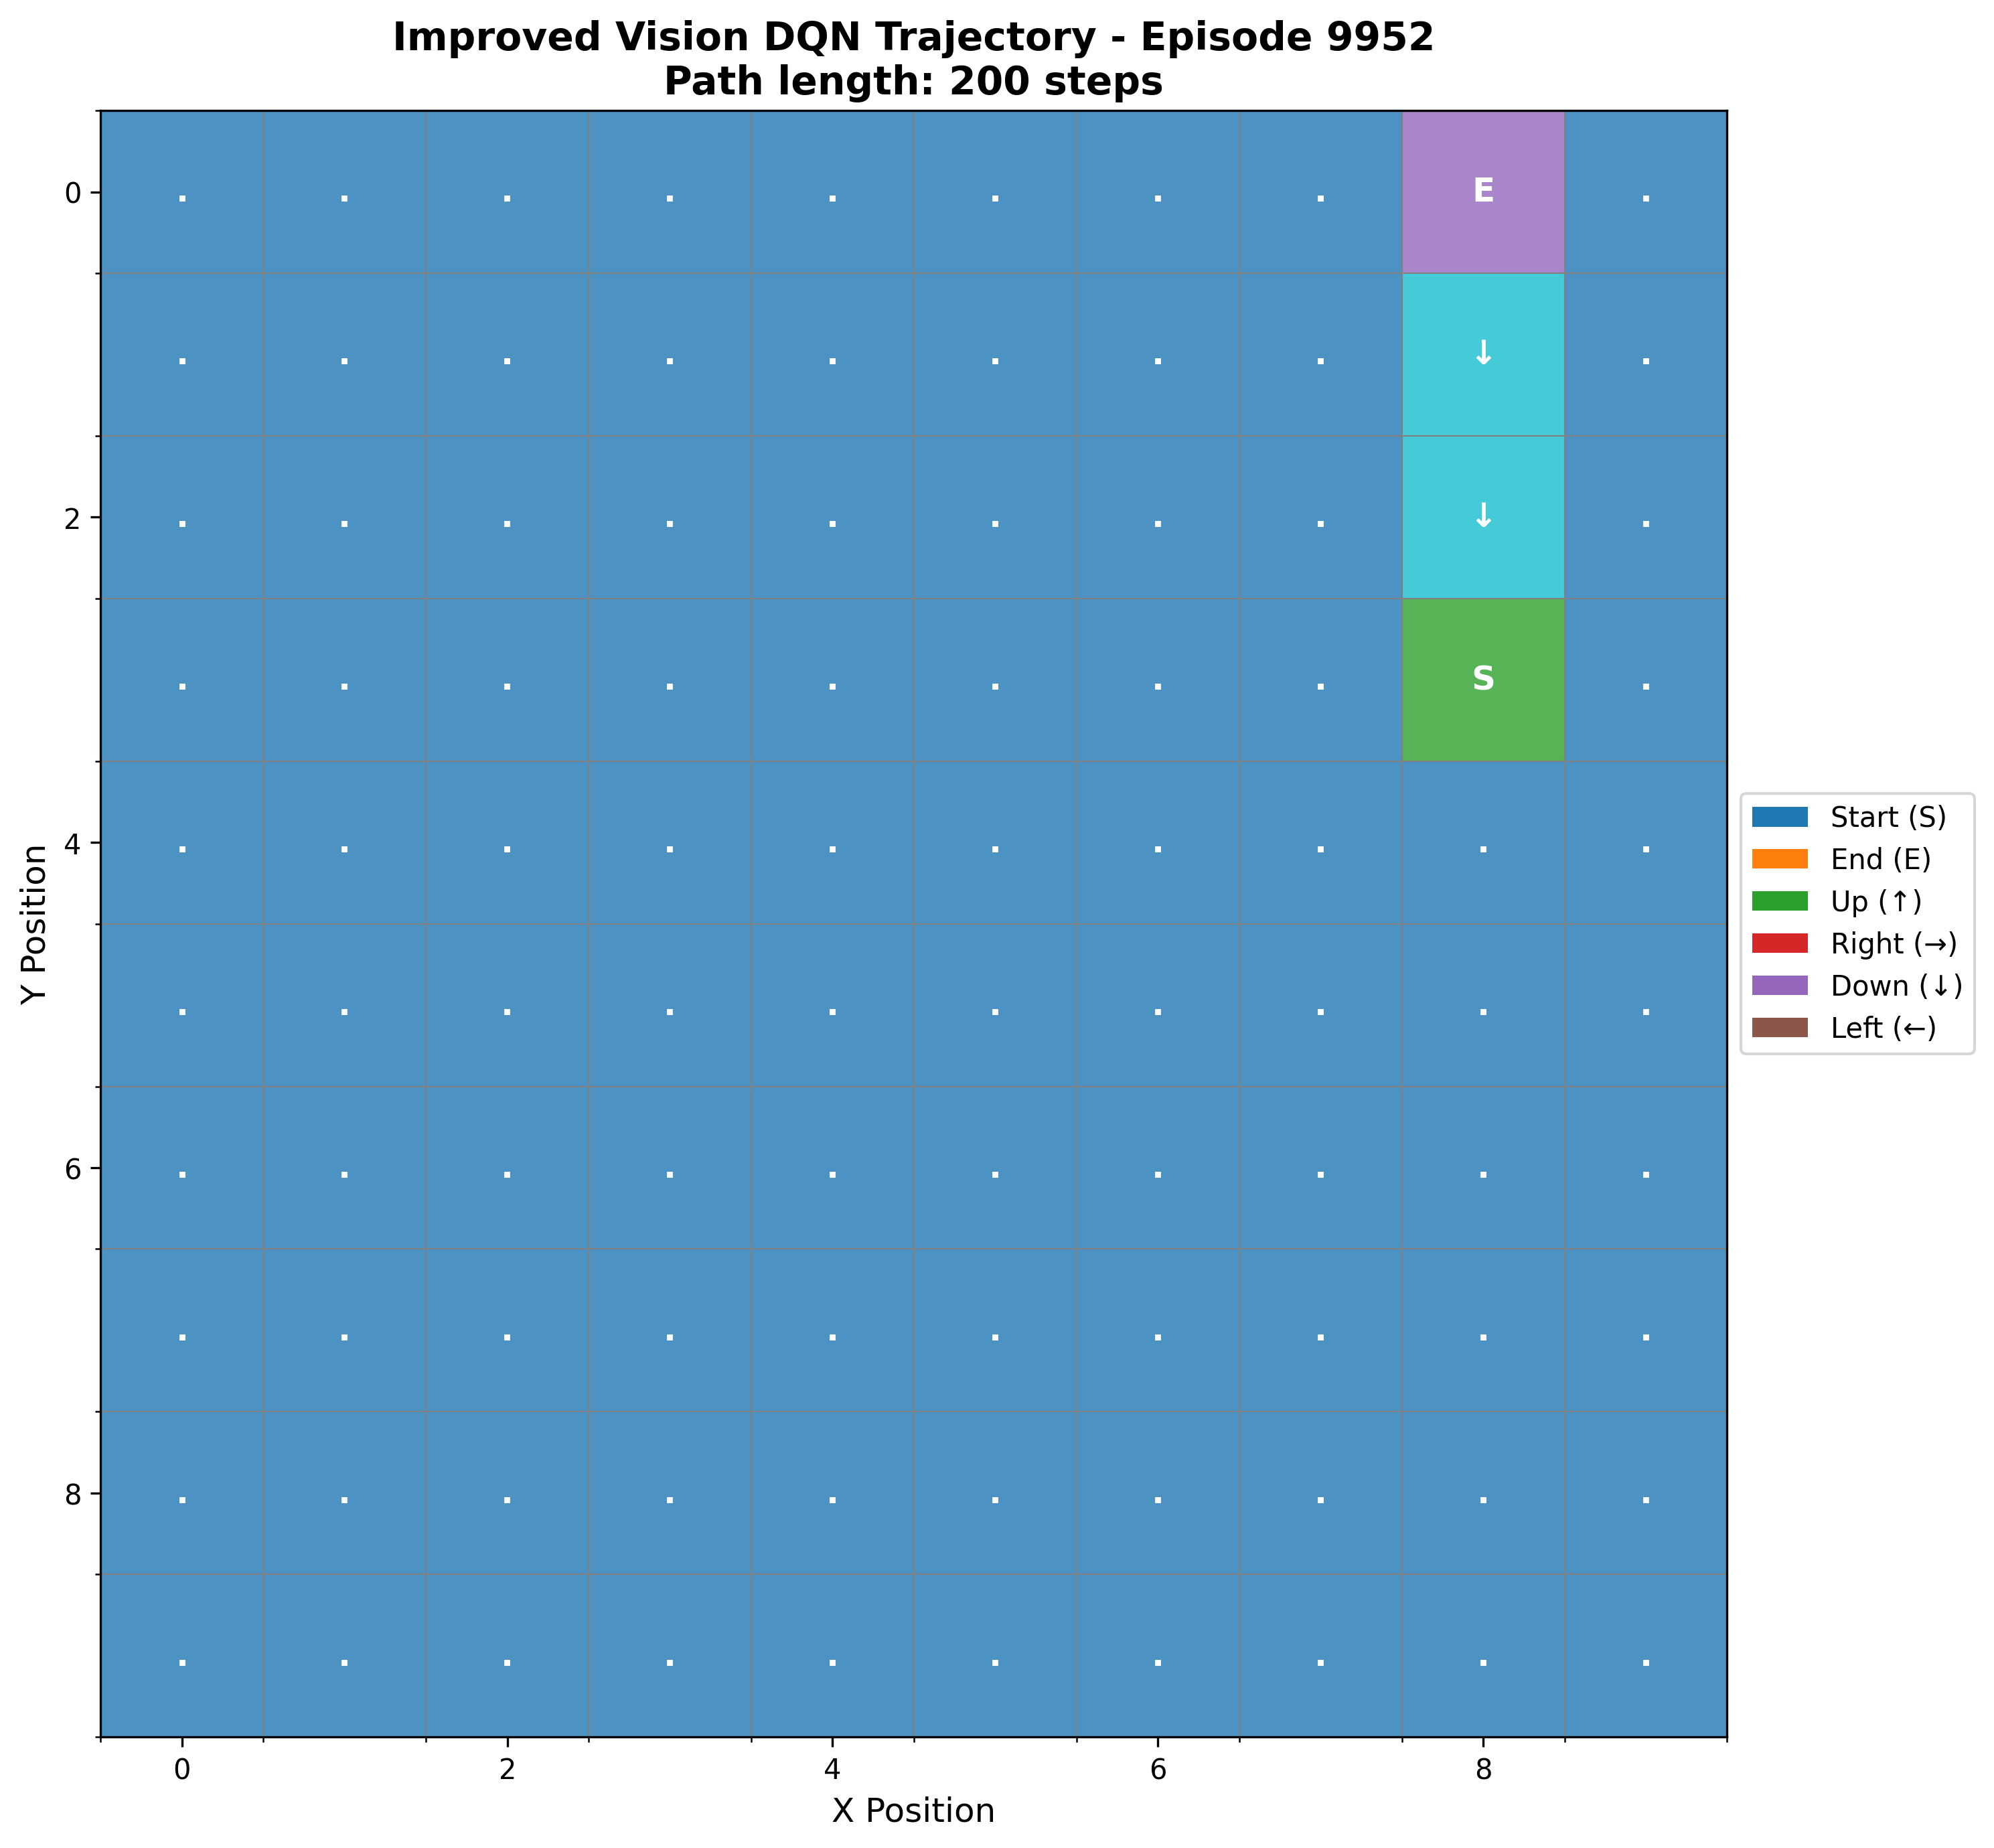 Improved Vision DQN Trajectory - Episode 9952
Path length: 200 steps
0 . . . . . . . . E .
. . . . . . . . ↓ .
2 . . . . . . . . ↓ .
. . . . . . . . S .
4 . . . . . . . . . .
. . . . . . . . . .
6 . . . . . . . . . .
. . . . . . . . . .
8 . . . . . . . . . .
. . . . . . . . . .
0 2 4 6 8
X Position
Y Position
Start (S)
End (E)
Up (↑)
Right (→)
Down (↓)
Left (←)